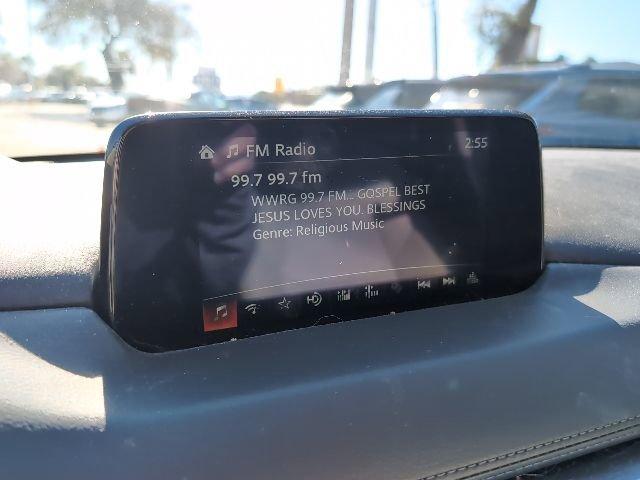 FM Radio 2:55
99.7 99.7 fm
WWRG 99.7 FM... GOSPEL BEST
JESUS LOVES YOU. BLESSINGS
Genre: Religious Music
HD